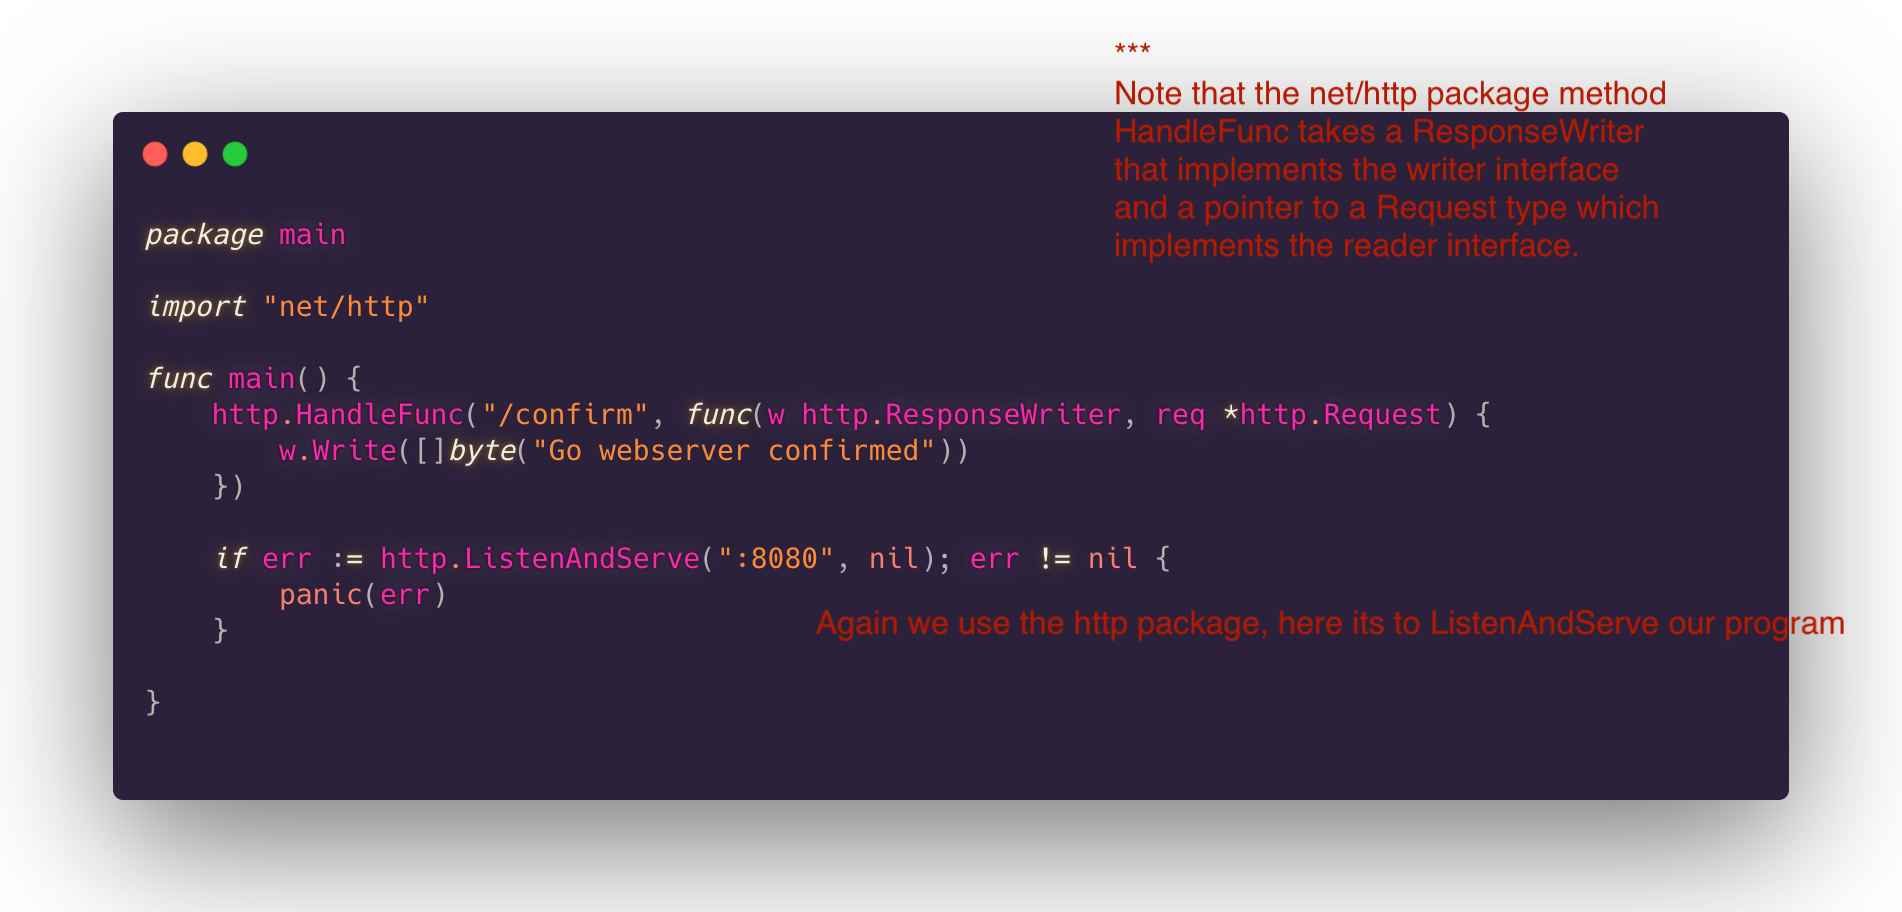 ***
Note that the net/http package method
HandleFunc takes a ResponseWriter
that implements the writer interface
and a pointer to a Request type which
implements the reader interface.
package main
import "net/http"
func main() {
    http.HandleFunc("/confirm", func(w http.ResponseWriter, req *http.Request) {
        w.Write([]byte("Go webserver confirmed"))
    })
    if err := http.ListenAndServe(":8080", nil); err != nil {
        panic(err)
Again we use the http package, here its to ListenAndServe our program
    }
}